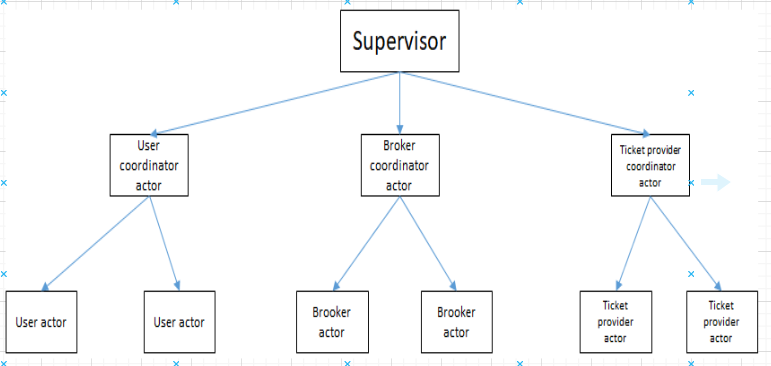 Supervisor
User
coordinator
actor
Broker
coordinator
actor
Ticket provider
coordinator
actor
User actor
User actor
Brooker
actor
Brooker
actor
Ticket
provider
actor
Ticket
provider
actor